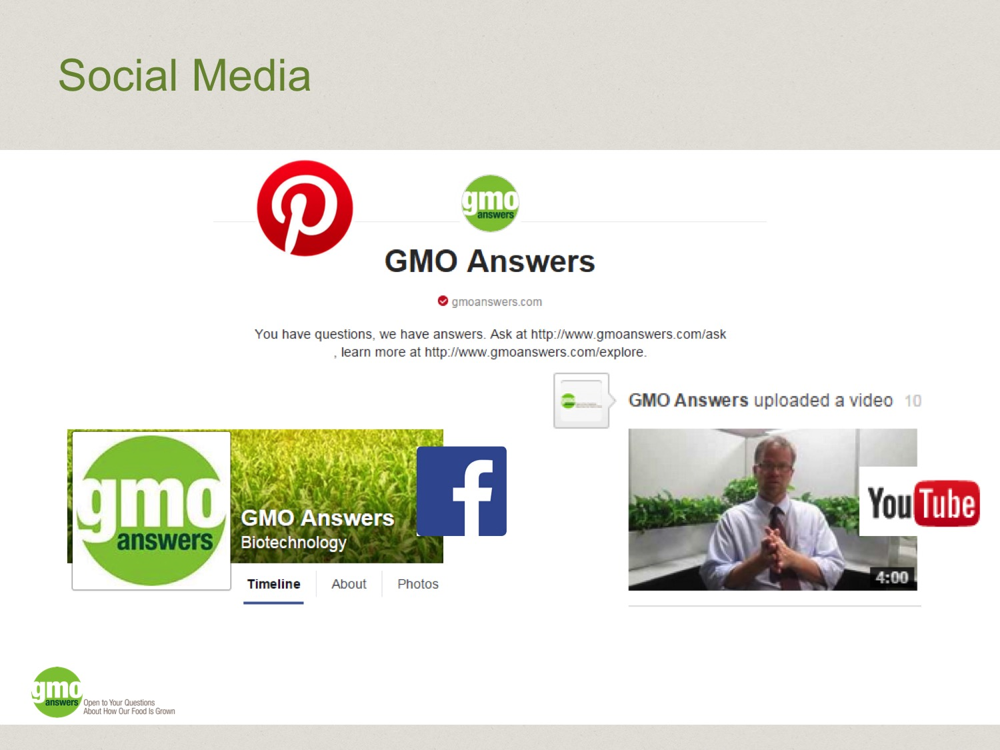 Social Media
gmo
answers
GMO Answers
gmoanswers.com
You have questions, we have answers. Ask at http://www.gmoanswers.com/ask
, learn more at http://www.gmoanswers.com/explore.
GMO Answers uploaded a video 10
gmo
answers
GMO Answers
Biotechnology
Timeline About Photos
YouTube
4:00
gmo
answers
Open to Your Questions
About How Our Food Is Grown